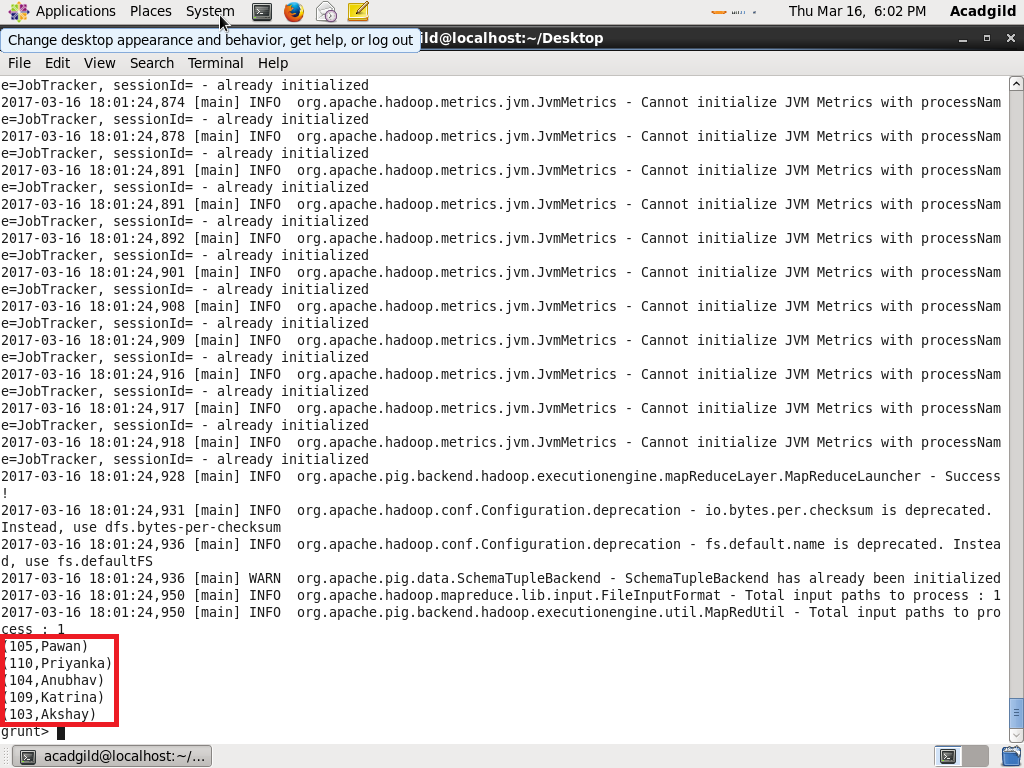 Applications Places System Thu Mar 16, 6:02 PM Acadgild
Change desktop appearance and behavior, get help, or log out ild@localhost:~/Desktop
File Edit View Search Terminal Help
e=JobTracker, sessionId= - already initialized
2017-03-16 18:01:24,874 [main] INFO  org.apache.hadoop.metrics.jvm.JvmMetrics - Cannot initialize JVM Metrics with processNam
e=JobTracker, sessionId= - already initialized
2017-03-16 18:01:24,878 [main] INFO  org.apache.hadoop.metrics.jvm.JvmMetrics - Cannot initialize JVM Metrics with processNam
e=JobTracker, sessionId= - already initialized
2017-03-16 18:01:24,891 [main] INFO  org.apache.hadoop.metrics.jvm.JvmMetrics - Cannot initialize JVM Metrics with processNam
e=JobTracker, sessionId= - already initialized
2017-03-16 18:01:24,891 [main] INFO  org.apache.hadoop.metrics.jvm.JvmMetrics - Cannot initialize JVM Metrics with processNam
e=JobTracker, sessionId= - already initialized
2017-03-16 18:01:24,892 [main] INFO  org.apache.hadoop.metrics.jvm.JvmMetrics - Cannot initialize JVM Metrics with processNam
e=JobTracker, sessionId= - already initialized
2017-03-16 18:01:24,901 [main] INFO  org.apache.hadoop.metrics.jvm.JvmMetrics - Cannot initialize JVM Metrics with processNam
e=JobTracker, sessionId= - already initialized
2017-03-16 18:01:24,908 [main] INFO  org.apache.hadoop.metrics.jvm.JvmMetrics - Cannot initialize JVM Metrics with processNam
e=JobTracker, sessionId= - already initialized
2017-03-16 18:01:24,909 [main] INFO  org.apache.hadoop.metrics.jvm.JvmMetrics - Cannot initialize JVM Metrics with processNam
e=JobTracker, sessionId= - already initialized
2017-03-16 18:01:24,916 [main] INFO  org.apache.hadoop.metrics.jvm.JvmMetrics - Cannot initialize JVM Metrics with processNam
e=JobTracker, sessionId= - already initialized
2017-03-16 18:01:24,917 [main] INFO  org.apache.hadoop.metrics.jvm.JvmMetrics - Cannot initialize JVM Metrics with processNam
e=JobTracker, sessionId= - already initialized
2017-03-16 18:01:24,918 [main] INFO  org.apache.hadoop.metrics.jvm.JvmMetrics - Cannot initialize JVM Metrics with processNam
e=JobTracker, sessionId= - already initialized
2017-03-16 18:01:24,928 [main] INFO  org.apache.pig.backend.hadoop.executionengine.mapReduceLayer.MapReduceLauncher - Success
!
2017-03-16 18:01:24,931 [main] INFO  org.apache.hadoop.conf.Configuration.deprecation - io.bytes.per.checksum is deprecated.
Instead, use dfs.bytes-per-checksum
2017-03-16 18:01:24,936 [main] INFO  org.apache.hadoop.conf.Configuration.deprecation - fs.default.name is deprecated. Instea
d, use fs.defaultFS
2017-03-16 18:01:24,936 [main] WARN  org.apache.pig.data.SchemaTupleBackend - SchemaTupleBackend has already been initialized
2017-03-16 18:01:24,950 [main] INFO  org.apache.hadoop.mapreduce.lib.input.FileInputFormat - Total input paths to process : 1
2017-03-16 18:01:24,950 [main] INFO  org.apache.pig.backend.hadoop.executionengine.util.MapRedUtil - Total input paths to pro
cess : 1
(105,Pawan)
(110,Priyanka)
(104,Anubhav)
(109,Katrina)
(103,Akshay)
grunt>
acadgild@localhost:~/...